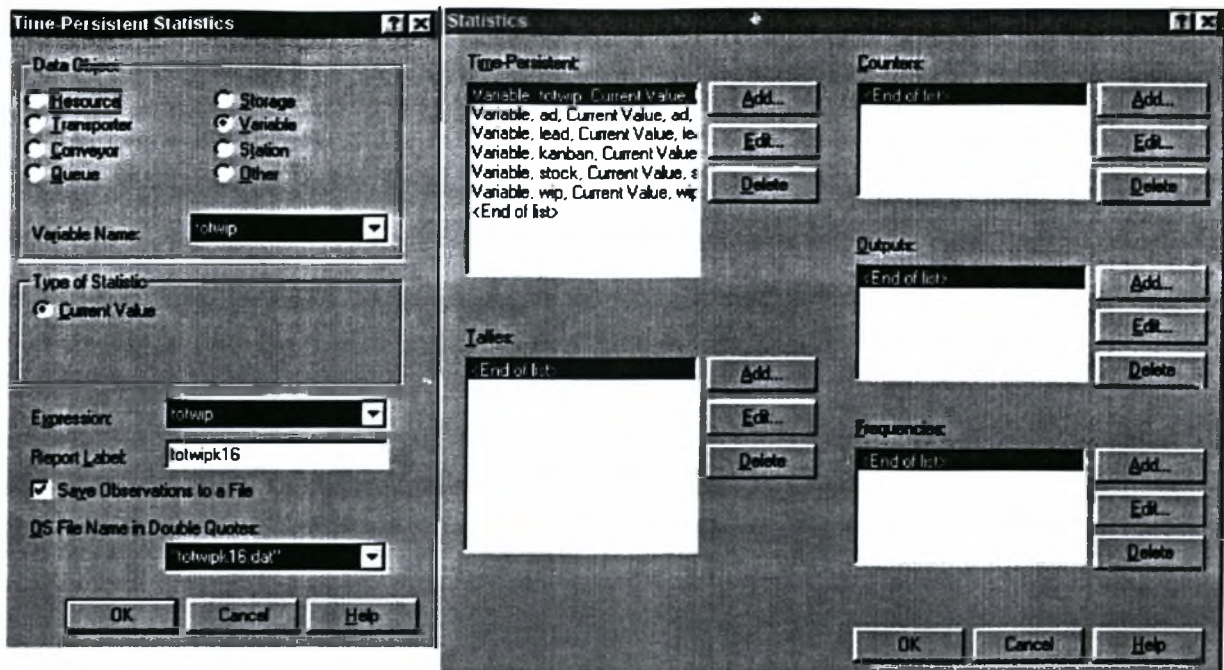 Time-Persistent Statistics
Data Object
Resource
Storage
Transporter
Variable
Conveyor
Station
Queue
Other
Variable Name:
totwip
Type of Statistic
Current Value
Expression:
totwip
Report Label:
totwipk16
Save Observations to a File
OS File Name in Double Quotes:
"totwipk16.dat"
OK
Cancel
Help
Statistics
Time-Persistent:
Variable, totwip, Current Value,
Variable, ad, Current Value, ad,
Variable, lead, Current Value, le
Variable, kanban, Current Value
Variable, stock, Current Value, s
Variable, wip, Current Value, wip
<End of list>
Add...
Edit...
Delete
Tallies:
<End of list>
Add...
Edit...
Delete
Counters:
<End of list>
Add...
Edit...
Delete
Outputs:
<End of list>
Add...
Edit...
Delete
Frequencies:
<End of list>
Add...
Edit...
Delete
OK
Cancel
Help